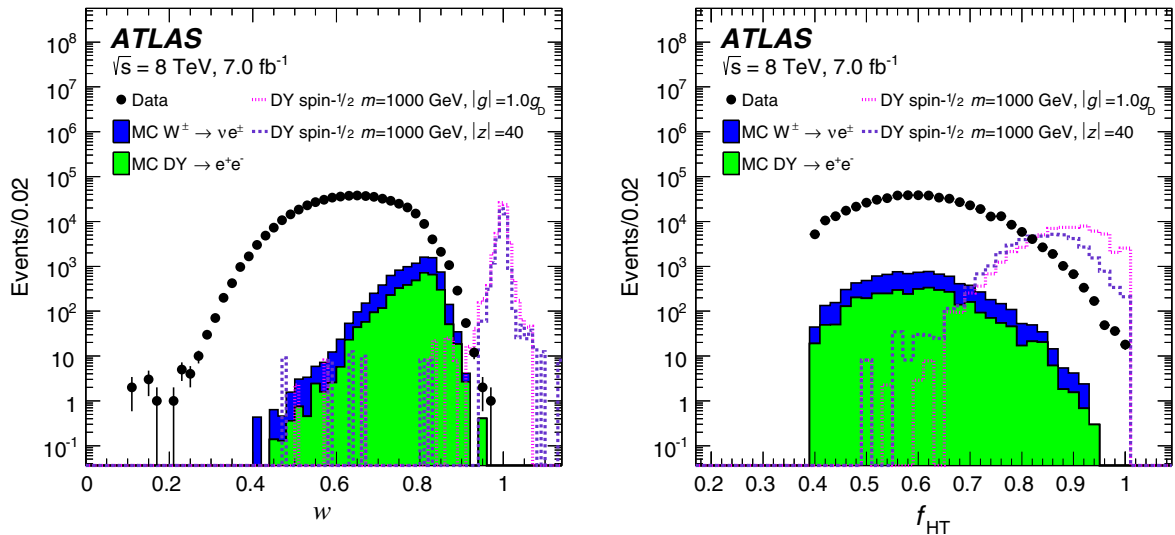 ATLAS
√s = 8 TeV, 7.0 fb⁻¹
Data
DY spin-1/2 m=1000 GeV, |g|=1.0g_D
MC W± → νe±
DY spin-1/2 m=1000 GeV, |z|=40
MC DY → e⁺e⁻
Events/0.02
10⁸
10⁷
10⁶
10⁵
10⁴
10³
10²
10
1
10⁻¹
0 0.2 0.4 0.6 0.8 1
w
ATLAS
√s = 8 TeV, 7.0 fb⁻¹
Data
DY spin-1/2 m=1000 GeV, |g|=1.0g_D
MC W± → νe±
DY spin-1/2 m=1000 GeV, |z|=40
MC DY → e⁺e⁻
Events/0.02
10⁸
10⁷
10⁶
10⁵
10⁴
10³
10²
10
1
10⁻¹
0.2 0.3 0.4 0.5 0.6 0.7 0.8 0.9 1
f_HT